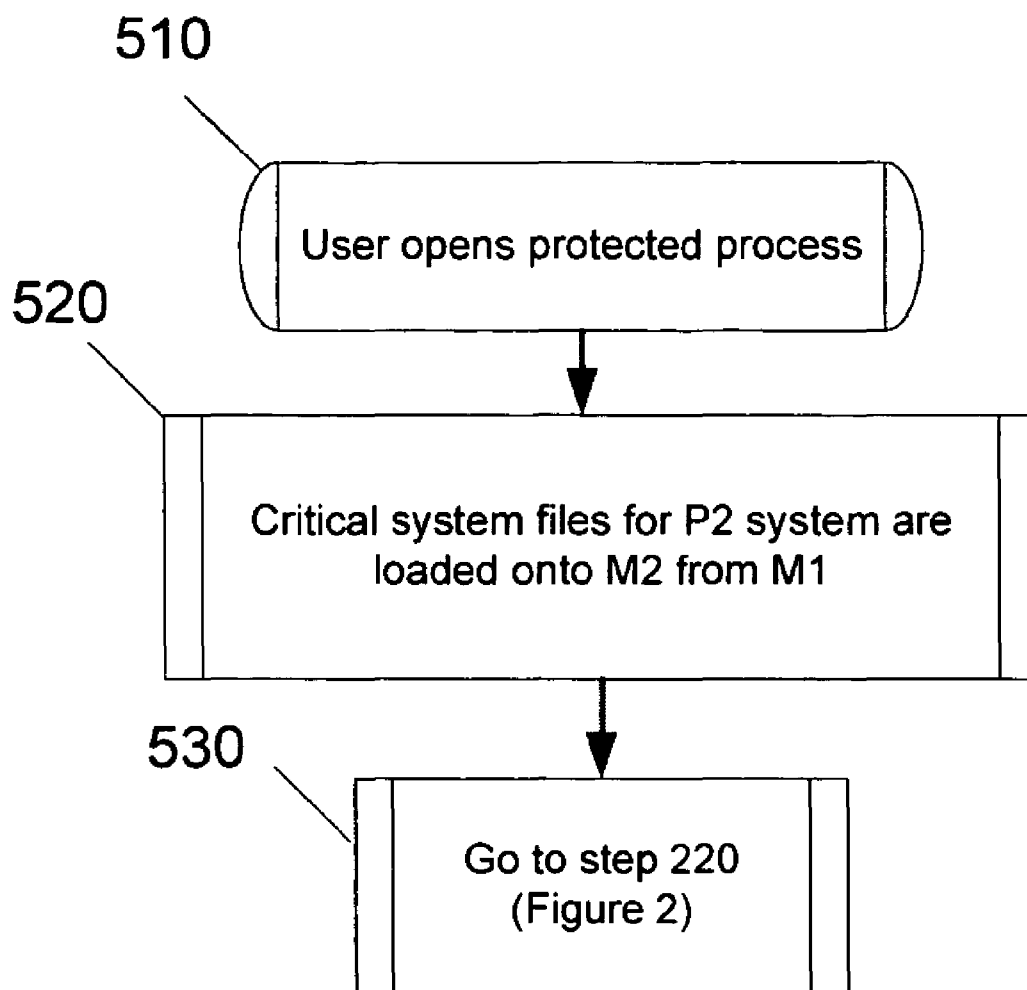 510
User opens protected process
520
Critical system files for P2 system are
loaded onto M2 from M1
530
Go to step 220
(Figure 2)